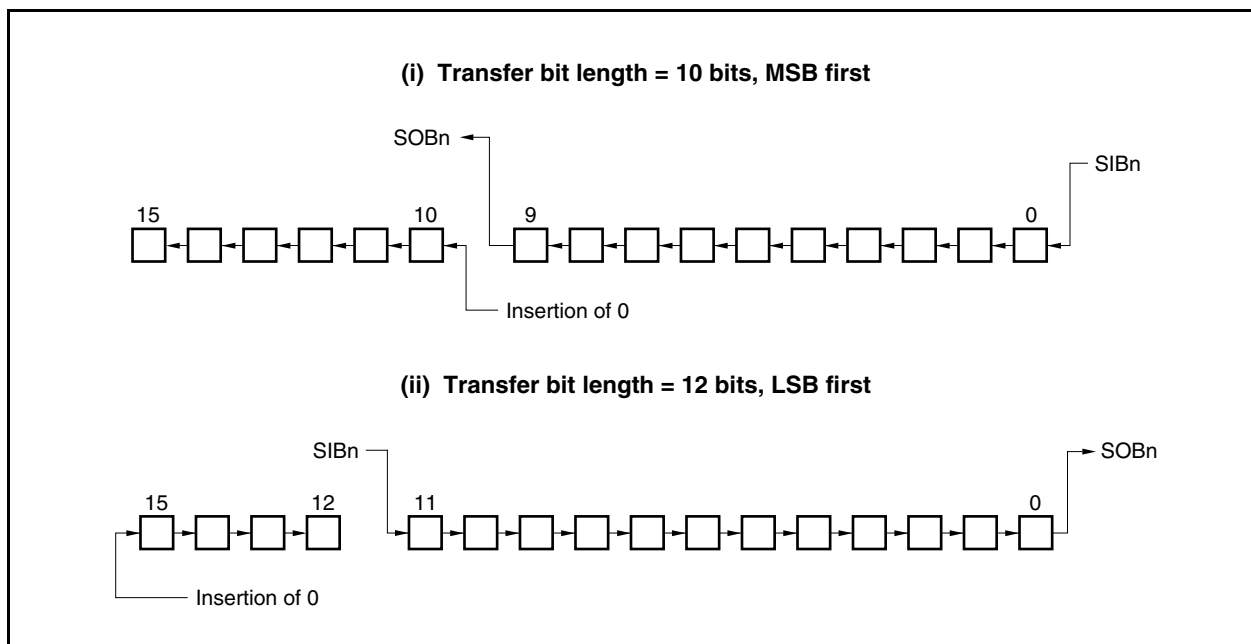 (i) Transfer bit length = 10 bits, MSB first
SOBn
SIBn
15
10
9
0
Insertion of 0
(ii) Transfer bit length = 12 bits, LSB first
SIBn
SOBn
15
12
11
0
Insertion of 0